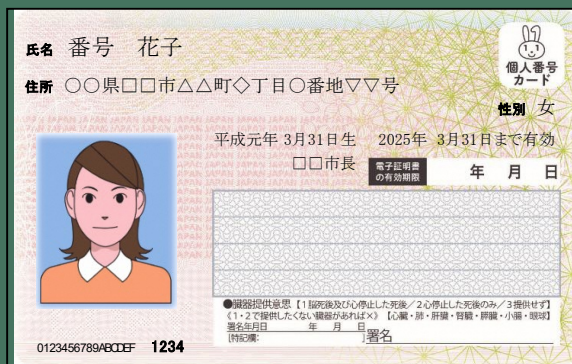 氏名 番号 花子
個人番号
カード
住所 ○○県□□市△△町◇丁目○番地▽▽号
性別 女
平成元年 3月31日生 2025年 3月31日まで有効
□□市長 電子証明書
の有効期限 年 月 日
●臓器提供意思【1脳死後及び心停止した死後／2心停止した死後のみ／3提供せず】
《1・2で提供したくない臓器があれば×》【心臓・肺・肝臓・腎臓・膵臓・小腸・眼球】
署名年月日 年 月 日
[特記欄: ]署名
0123456789ABCDEF 1234